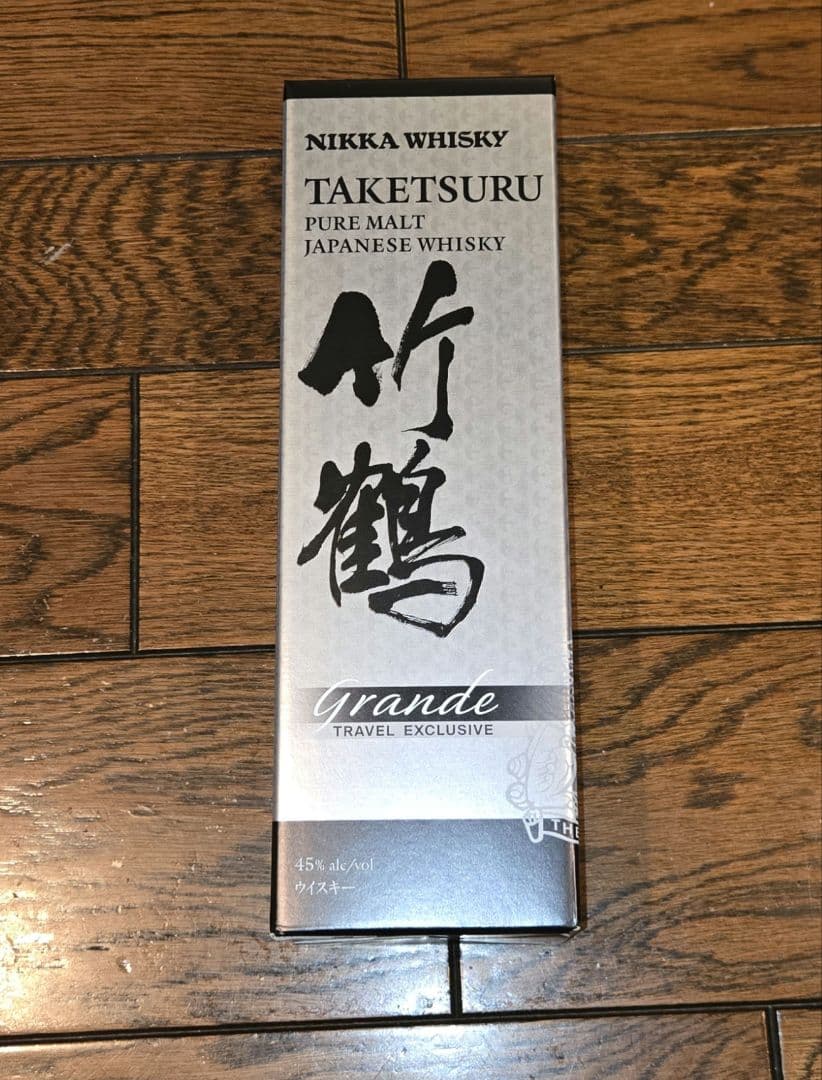 NIKKA WHISKY
TAKETSURU
PURE MALT
JAPANESE WHISKY
竹
鶴
Grande
TRAVEL EXCLUSIVE
THE
45% alc/vol
ウイスキー